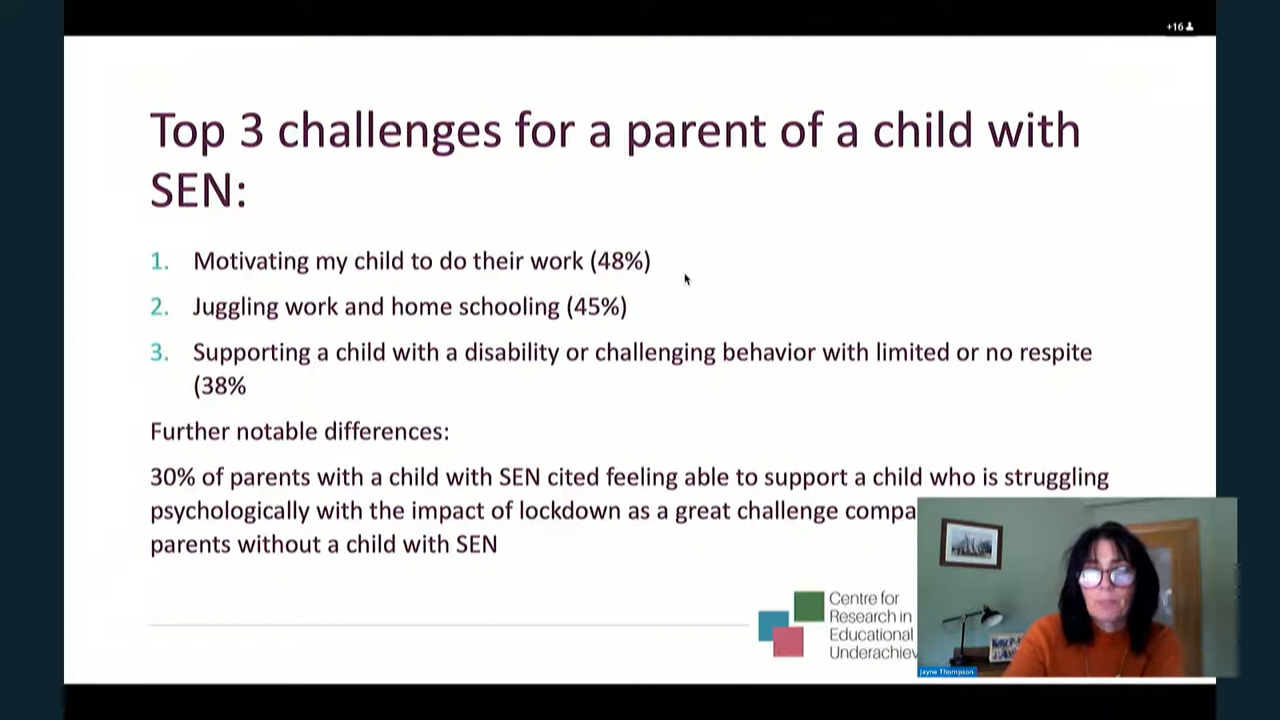 +16
Top 3 challenges for a parent of a child with
SEN:
1. Motivating my child to do their work (48%)
2. Juggling work and home schooling (45%)
3. Supporting a child with a disability or challenging behavior with limited or no respite
(38%
Further notable differences:
30% of parents with a child with SEN cited feeling able to support a child who is struggling
psychologically with the impact of lockdown as a great challenge compa
parents without a child with SEN
Centre for
Research in
Educational
Underachiev
Jayne Thompson